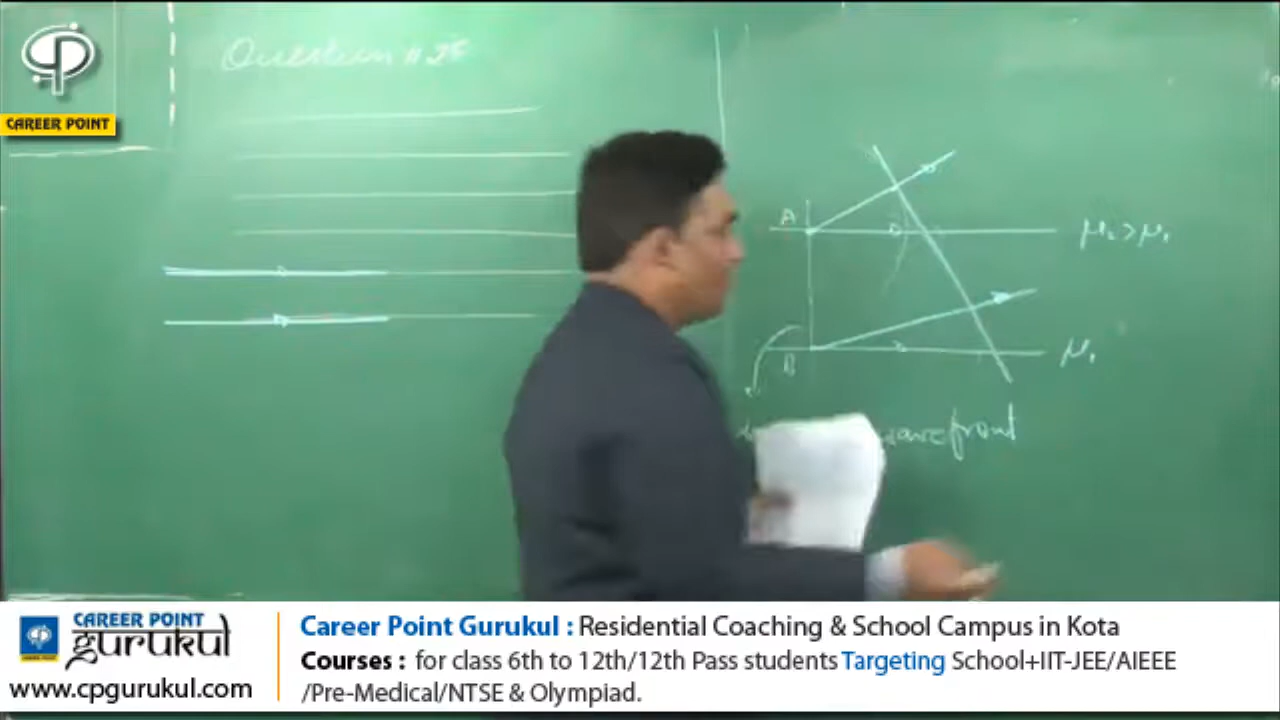 CAREER POINT
Question # 28
A
μ₂ > μ₁
μ₁
B
wavefront
CAREER POINT
gurukul
www.cpgurukul.com
Career Point Gurukul : Residential Coaching & School Campus in Kota
Courses : for class 6th to 12th/12th Pass students Targeting School+IIT-JEE/AIEEE
/Pre-Medical/NTSE & Olympiad.